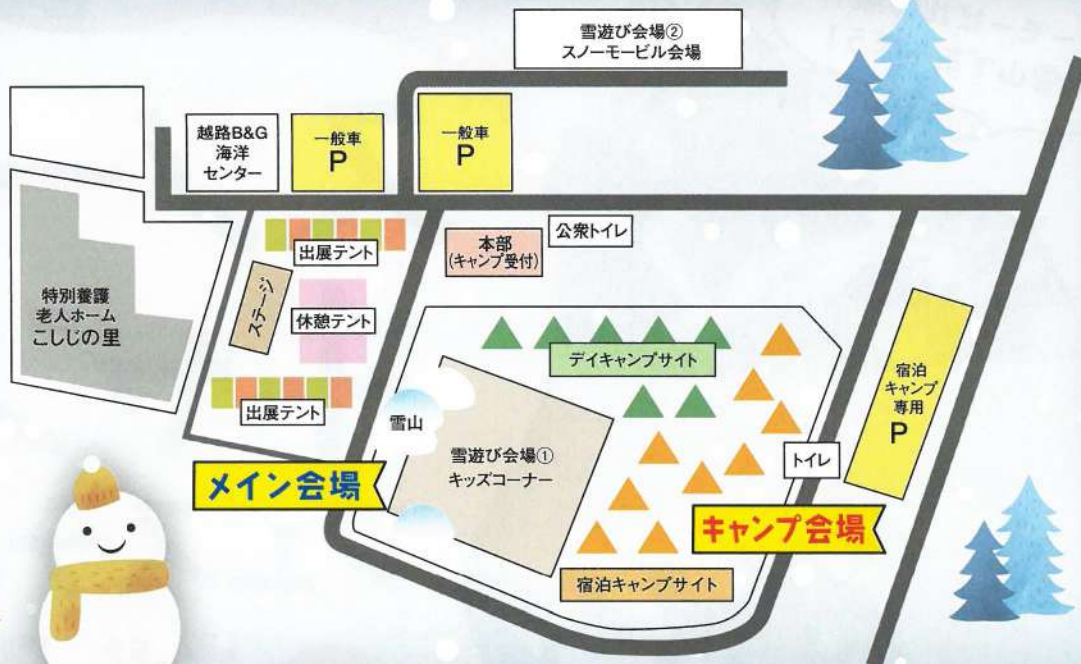 雪遊び会場②
スノーモービル会場
越路B&G
海洋
センター
一般車
P
一般車
P
出展テント
本部
(キャンプ受付)
公衆トイレ
特別養護
老人ホーム
こしじの里
ステージ
休憩テント
デイキャンプサイト
宿泊
キャンプ
専用
P
出展テント
雪山
雪遊び会場①
キッズコーナー
トイレ
メイン会場
キャンプ会場
宿泊キャンプサイト